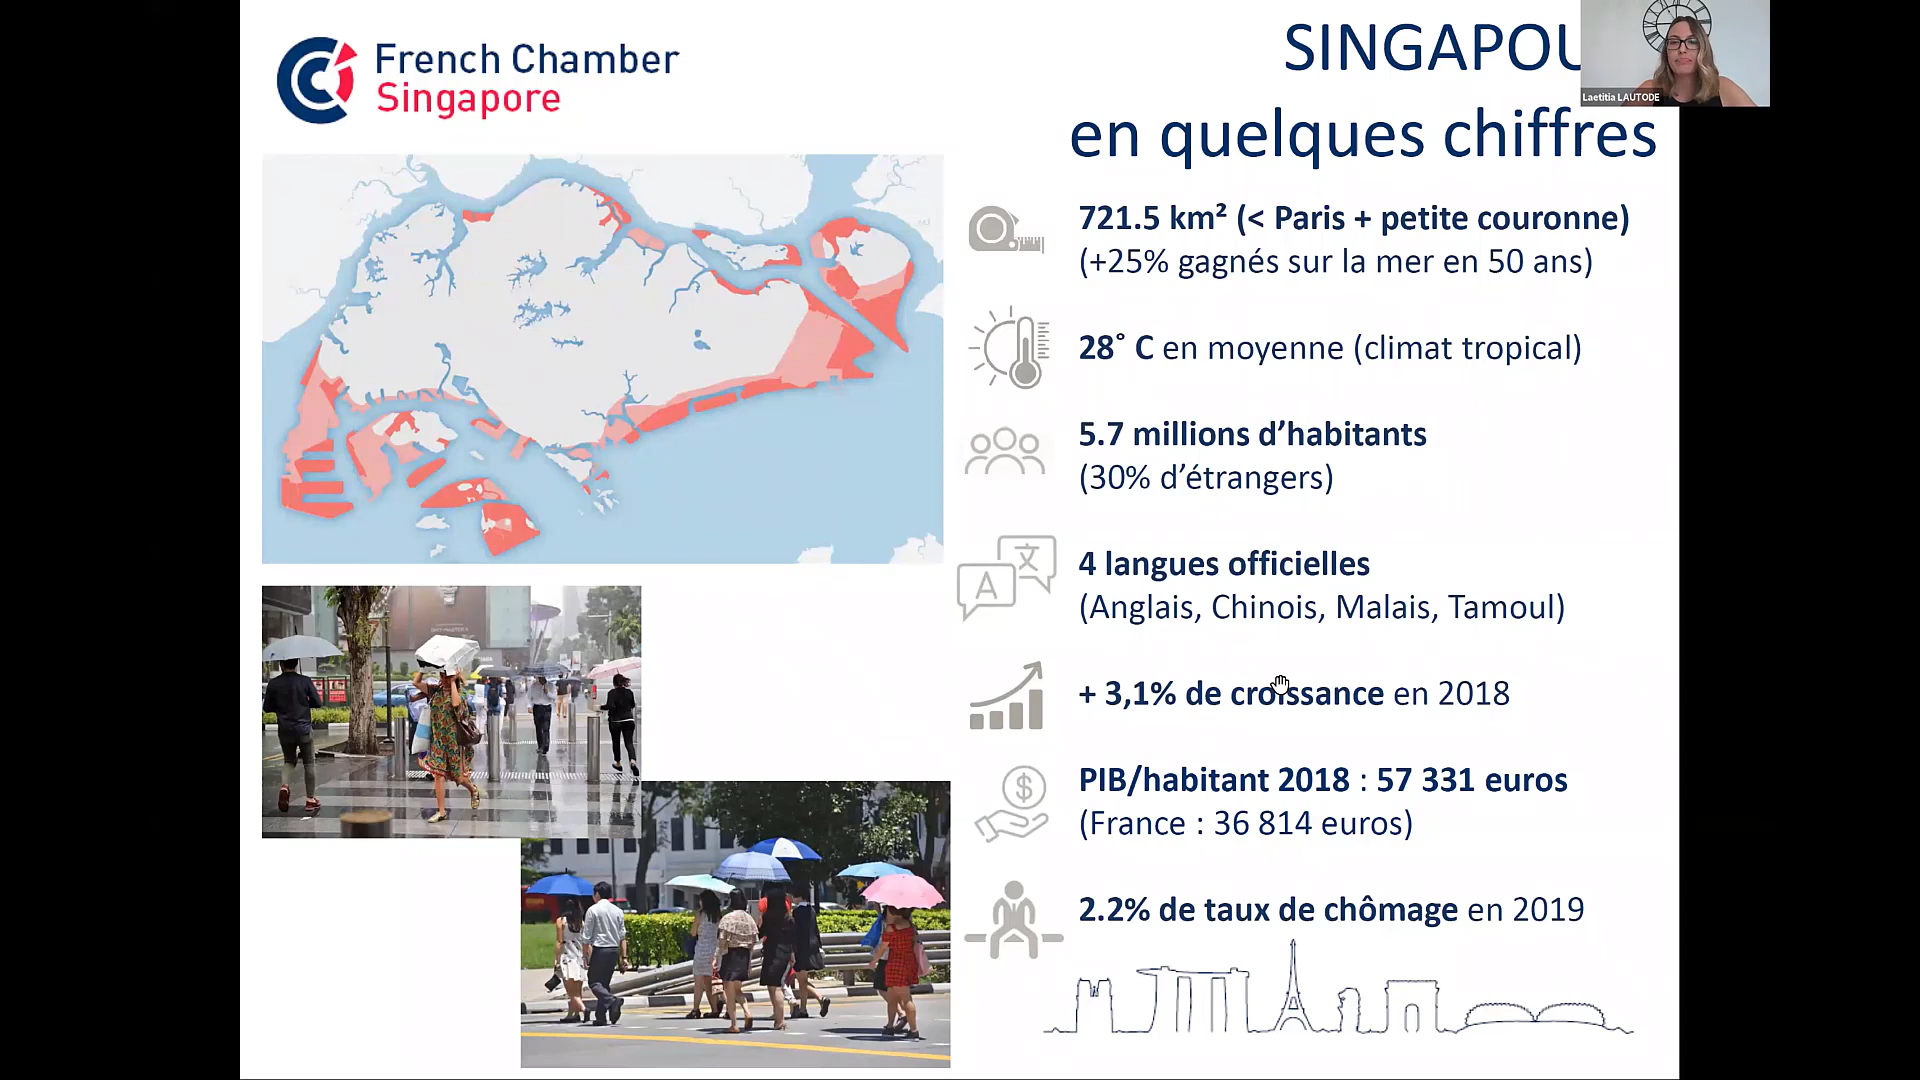 French Chamber
Singapore
SINGAPOU
Laetitia LAUTODE
en quelques chiffres
721.5 km² (< Paris + petite couronne)
(+25% gagnés sur la mer en 50 ans)
28° C en moyenne (climat tropical)
5.7 millions d’habitants
(30% d’étrangers)
4 langues officielles
(Anglais, Chinois, Malais, Tamoul)
A
文
+ 3,1% de croissance en 2018
$
PIB/habitant 2018 : 57 331 euros
(France : 36 814 euros)
2.2% de taux de chômage en 2019